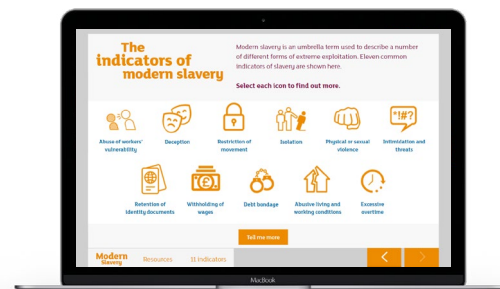 The
indicators of
modern slavery
Modern slavery is an umbrella term used to describe a number
of different forms of extreme exploitation. Eleven common
indicators of slavery are shown here.
Select each icon to find out more.
*!#?
Abuse of workers'
vulnerability
Deception
Restriction of
movement
Isolation
Physical or sexual
violence
Intimidation and
threats
£
Retention of
identity documents
Withholding of
wages
Debt bondage
Abusive living and
working conditions
Excessive
overtime
Tell me more
Modern
Slavery
Resources
11 Indicators
MacBook